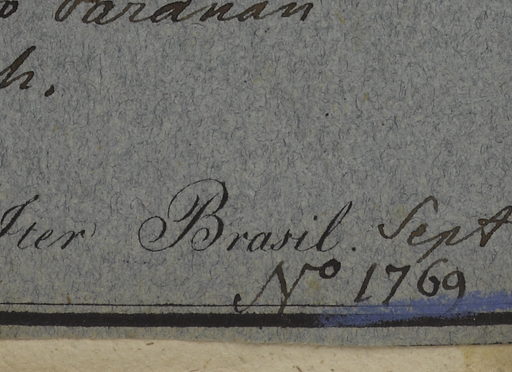 Paranan
h.
Iter Brasil. Sept
Nº 1769